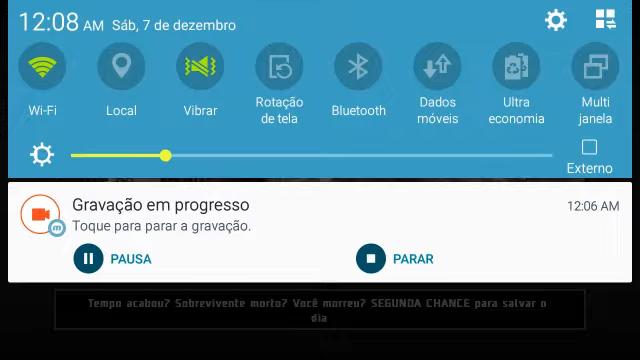 12:08 AM Sáb, 7 de dezembro
Wi-Fi
Local
Vibrar
Rotação
de tela
Bluetooth
Dados
móveis
Ultra
economia
Multi
janela
Externo
Gravação em progresso
12:06 AM
Toque para parar a gravação.
m
PAUSA
PARAR
Tempo acabou? Sobrevivente morto? Você morreu? SEGUNDA CHANCE para salvar o
dia